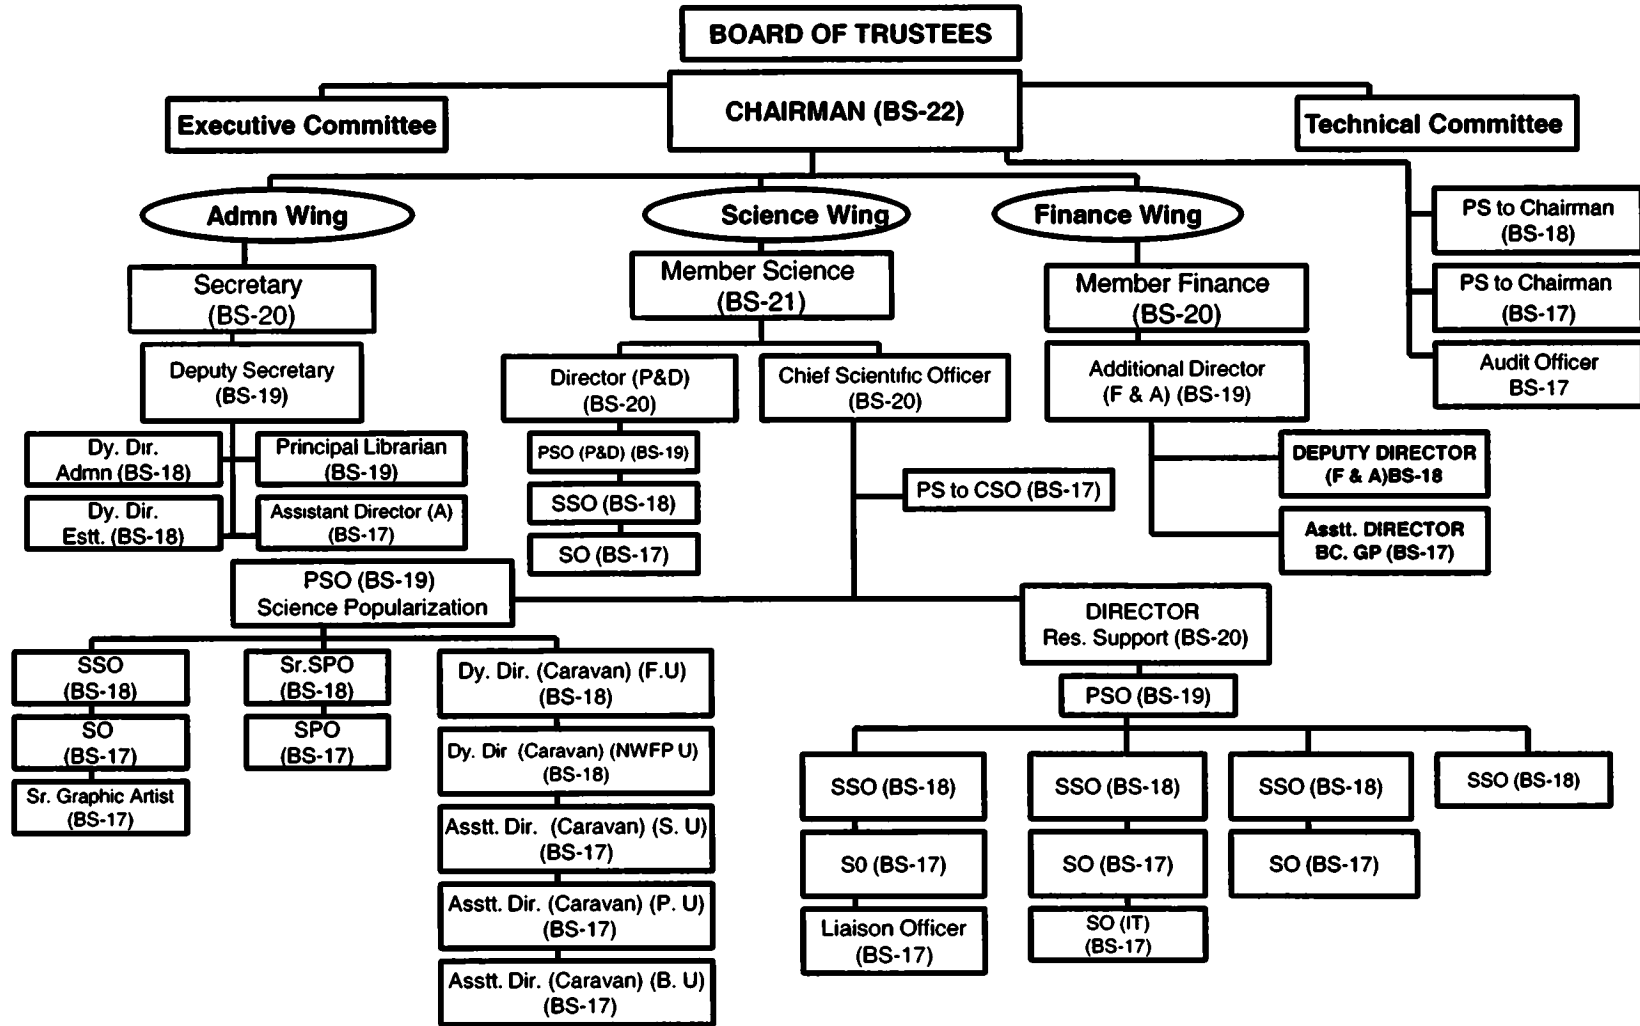 BOARD OF TRUSTEES
CHAIRMAN (BS-22)
Executive Committee
Technical Committee
Admn Wing
Science Wing
Finance Wing
PS to Chairman
(BS-18)
PS to Chairman
(BS-17)
Audit Officer
BS-17
Secretary
(BS-20)
Deputy Secretary
(BS-19)
Dy. Dir.
Admn (BS-18)
Principal Librarian
(BS-19)
Dy. Dir.
Estt. (BS-18)
Assistant Director (A)
(BS-17)
Member Science
(BS-21)
Director (P&D)
(BS-20)
PSO (P&D) (BS-19)
SSO (BS-18)
SO (BS-17)
Chief Scientific Officer
(BS-20)
PS to CSO (BS-17)
Member Finance
(BS-20)
Additional Director
(F & A) (BS-19)
DEPUTY DIRECTOR
(F & A)BS-18
Asstt. DIRECTOR
BC. GP (BS-17)
PSO (BS-19)
Science Popularization
SSO
(BS-18)
SO
(BS-17)
Sr. Graphic Artist
(BS-17)
Sr.SPO
(BS-18)
SPO
(BS-17)
Dy. Dir. (Caravan) (F.U)
(BS-18)
Dy. Dir (Caravan) (NWFP U)
(BS-18)
Asstt. Dir. (Caravan) (S. U)
(BS-17)
Asstt. Dir. (Caravan) (P. U)
(BS-17)
Asstt. Dir. (Caravan) (B. U)
(BS-17)
DIRECTOR
Res. Support (BS-20)
PSO (BS-19)
SSO (BS-18)
S0 (BS-17)
Liaison Officer
(BS-17)
SSO (BS-18)
SO (BS-17)
SO (IT)
(BS-17)
SSO (BS-18)
SO (BS-17)
SSO (BS-18)